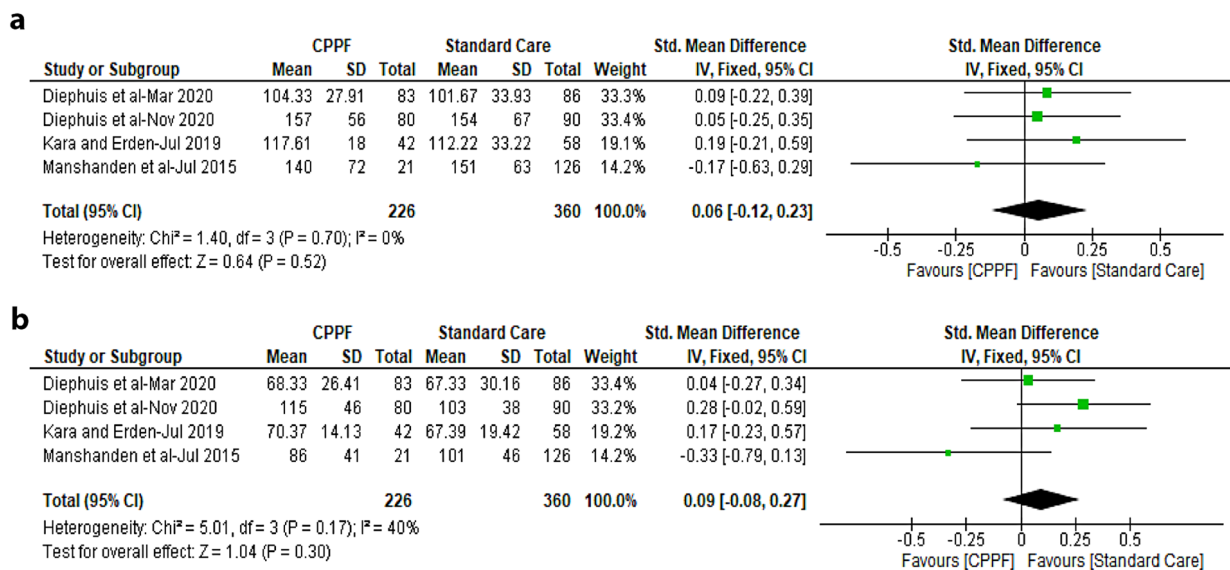 a
CPPF Standard Care Std. Mean Difference Std. Mean Difference
Study or Subgroup Mean SD Total Mean SD Total Weight IV, Fixed, 95% CI IV, Fixed, 95% CI
Diephuis et al-Mar 2020 104.33 27.91 83 101.67 33.93 86 33.3% 0.09 [-0.22, 0.39]
Diephuis et al-Nov 2020 157 56 80 154 67 90 33.4% 0.05 [-0.25, 0.35]
Kara and Erden-Jul 2019 117.61 18 42 112.22 33.22 58 19.1% 0.19 [-0.21, 0.59]
Manshanden et al-Jul 2015 140 72 21 151 63 126 14.2% -0.17 [-0.63, 0.29]
Total (95% CI) 226 360 100.0% 0.06 [-0.12, 0.23]
Heterogeneity: Chi² = 1.40, df = 3 (P = 0.70); I² = 0%
Test for overall effect: Z = 0.64 (P = 0.52)
-0.5 -0.25 0 0.25 0.5
Favours [CPPF] Favours [Standard Care]
b
CPPF Standard Care Std. Mean Difference Std. Mean Difference
Study or Subgroup Mean SD Total Mean SD Total Weight IV, Fixed, 95% CI IV, Fixed, 95% CI
Diephuis et al-Mar 2020 68.33 26.41 83 67.33 30.16 86 33.4% 0.04 [-0.27, 0.34]
Diephuis et al-Nov 2020 115 46 80 103 38 90 33.2% 0.28 [-0.02, 0.59]
Kara and Erden-Jul 2019 70.37 14.13 42 67.39 19.42 58 19.2% 0.17 [-0.23, 0.57]
Manshanden et al-Jul 2015 86 41 21 101 46 126 14.2% -0.33 [-0.79, 0.13]
Total (95% CI) 226 360 100.0% 0.09 [-0.08, 0.27]
Heterogeneity: Chi² = 5.01, df = 3 (P = 0.17); I² = 40%
Test for overall effect: Z = 1.04 (P = 0.30)
-0.5 -0.25 0 0.25 0.5
Favours [CPPF] Favours [Standard Care]